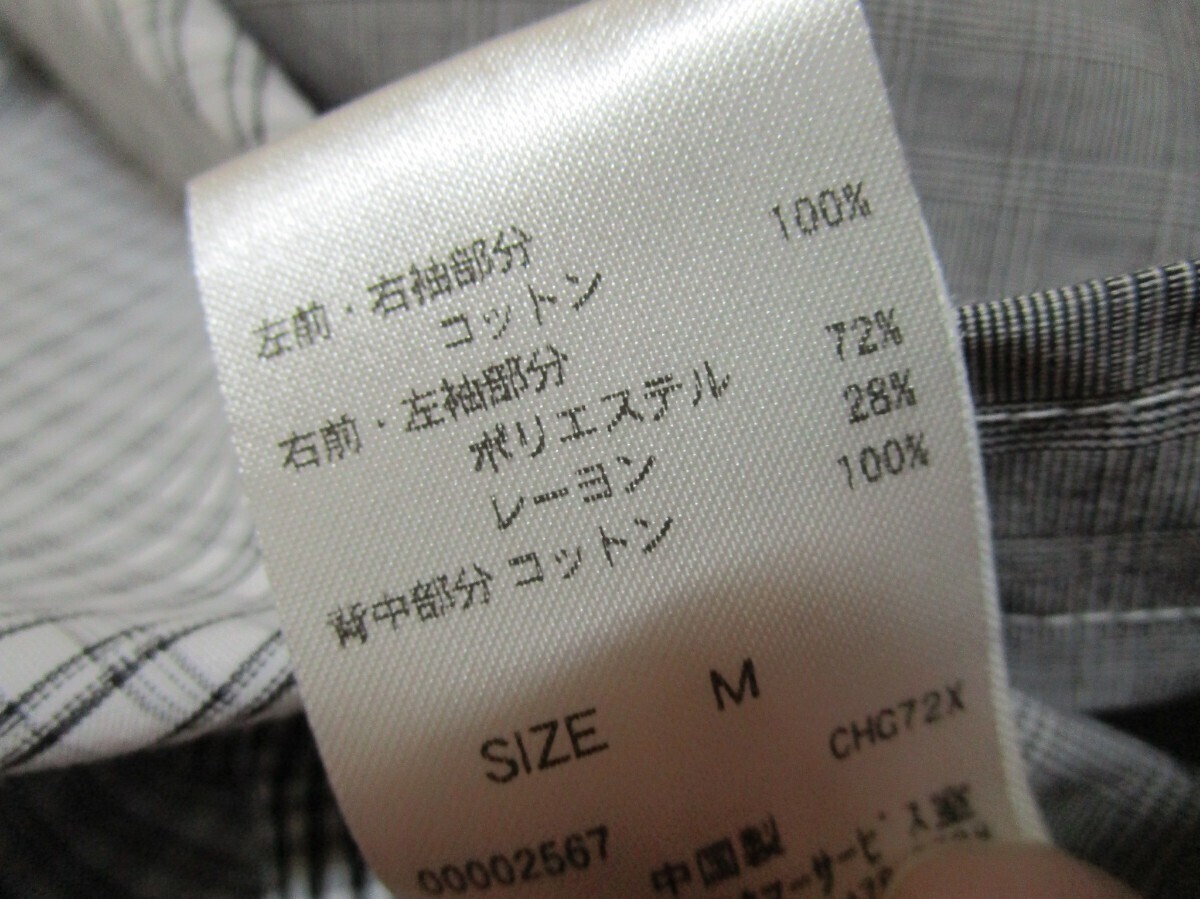 左前・右袖部分
コットン 100%
右前・左袖部分
ポリエステル 72%
レーヨン 28%
背中部分 コットン 100%
SIZE M
CHG72X
00002567 中国製